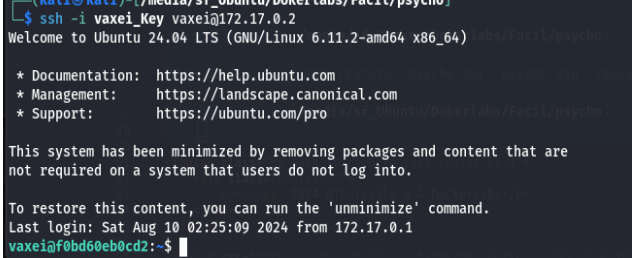 (kali㉿kali)-[/media/sf_Ubuntu/Dokerlabs/Facil/psycho]
$ ssh -i vaxei_Key vaxei@172.17.0.2
Welcome to Ubuntu 24.04 LTS (GNU/Linux 6.11.2-amd64 x86_64)
* Documentation: https://help.ubuntu.com
* Management: https://landscape.canonical.com
* Support: https://ubuntu.com/pro
This system has been minimized by removing packages and content that are
not required on a system that users do not log into.
To restore this content, you can run the 'unminimize' command.
Last login: Sat Aug 10 02:25:09 2024 from 172.17.0.1
vaxei@f0bd60eb0cd2:~$